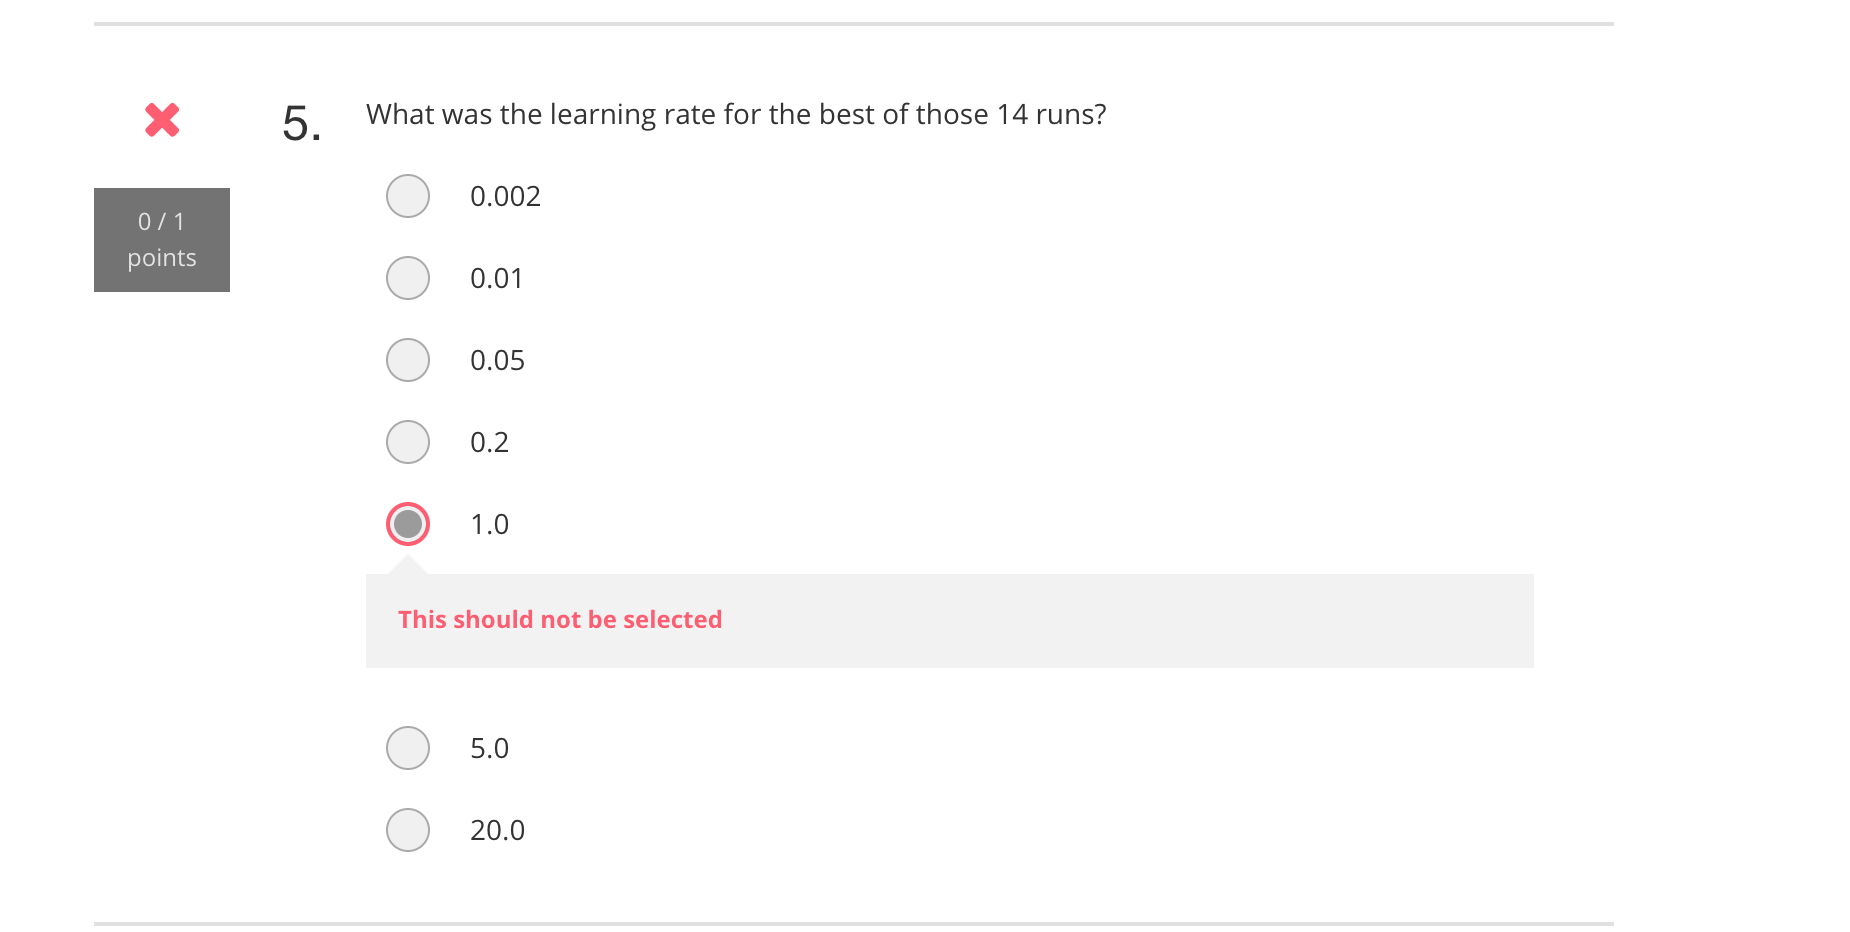 5. What was the learning rate for the best of those 14 runs?
0 / 1
points
0.002
0.01
0.05
0.2
1.0
This should not be selected
5.0
20.0